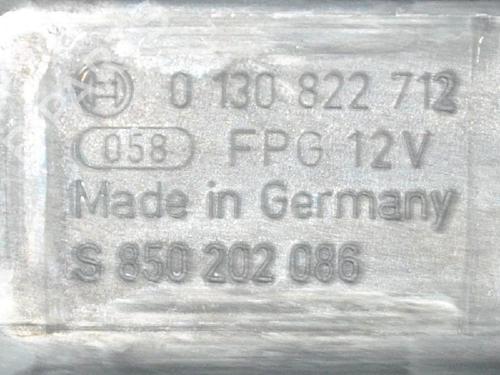 0 130 822 712
058 FPG 12V
Made in Germany
S 850 202 086